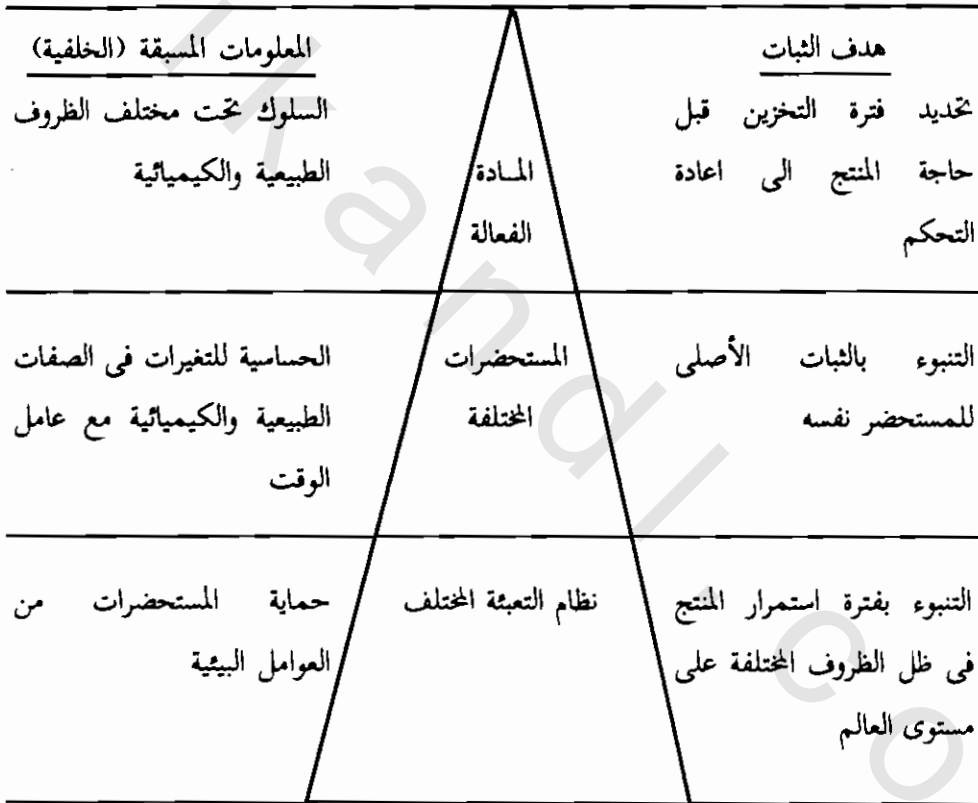 هدف الثبات
تحديد فترة التخزين قبل
حاجة المنتج الى اعادة
التحكم
المادة
الفعالة
المعلومات المسبقة (الخلفية)
السلوك تحت مختلف الظروف
الطبيعية والكيميائية
التنبوء بالثبات الأصلى
للمستحضر نفسه
المستحضرات
المختلفة
الحساسية للتغيرات فى الصفات
الطبيعية والكيميائية مع عامل
الوقت
التنبوء بفترة استمرار المنتج
فى ظل الظروف المختلفة على
مستوى العالم
نظام التعبئة المختلف
حماية المستحضرات من
العوامل البيئية